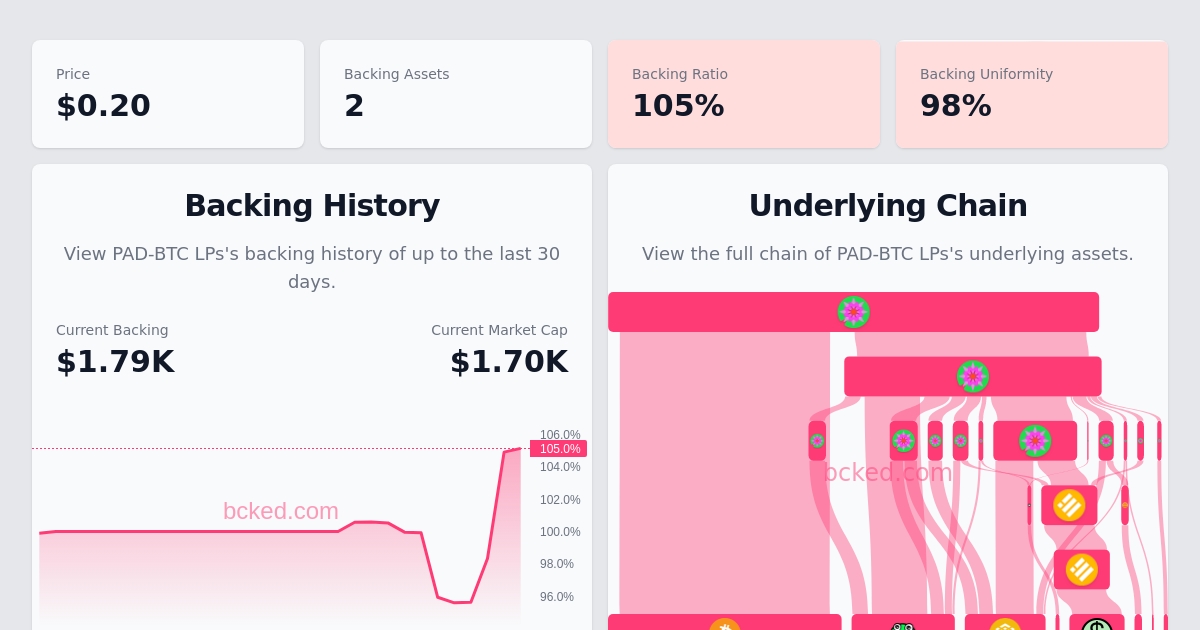 Price
$0.20
Backing Assets
2
Backing Ratio
105%
Backing Uniformity
98%
Backing History
View PAD-BTC LPs's backing history of up to the last 30
days.
Current Backing
$1.79K
Current Market Cap
$1.70K
106.0%
105.0%
104.0%
102.0%
100.0%
98.0%
96.0%
bcked.com
Underlying Chain
View the full chain of PAD-BTC LPs's underlying assets.
bcked.com